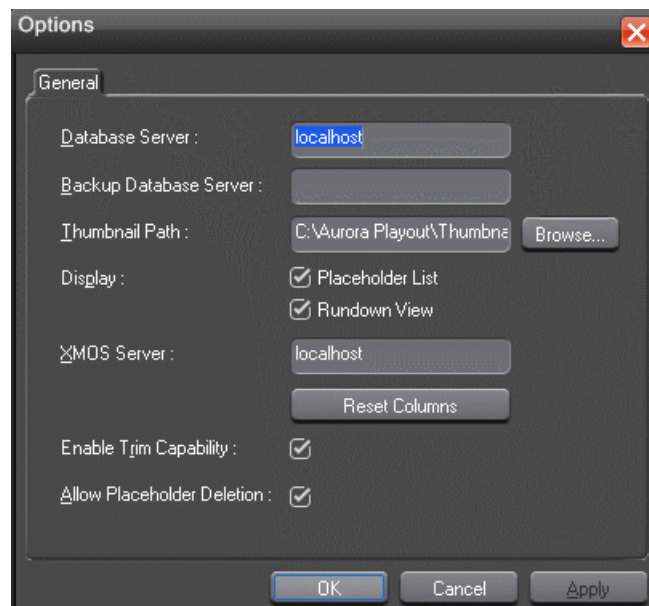 Options
General
Database Server : localhost
Backup Database Server :
Thumbnail Path : C:\Aurora Playout\Thumbna Browse...
Display : Placeholder List
Rundown View
XMOS Server : localhost
Reset Columns
Enable Trim Capability :
Allow Placeholder Deletion :
OK Cancel Apply